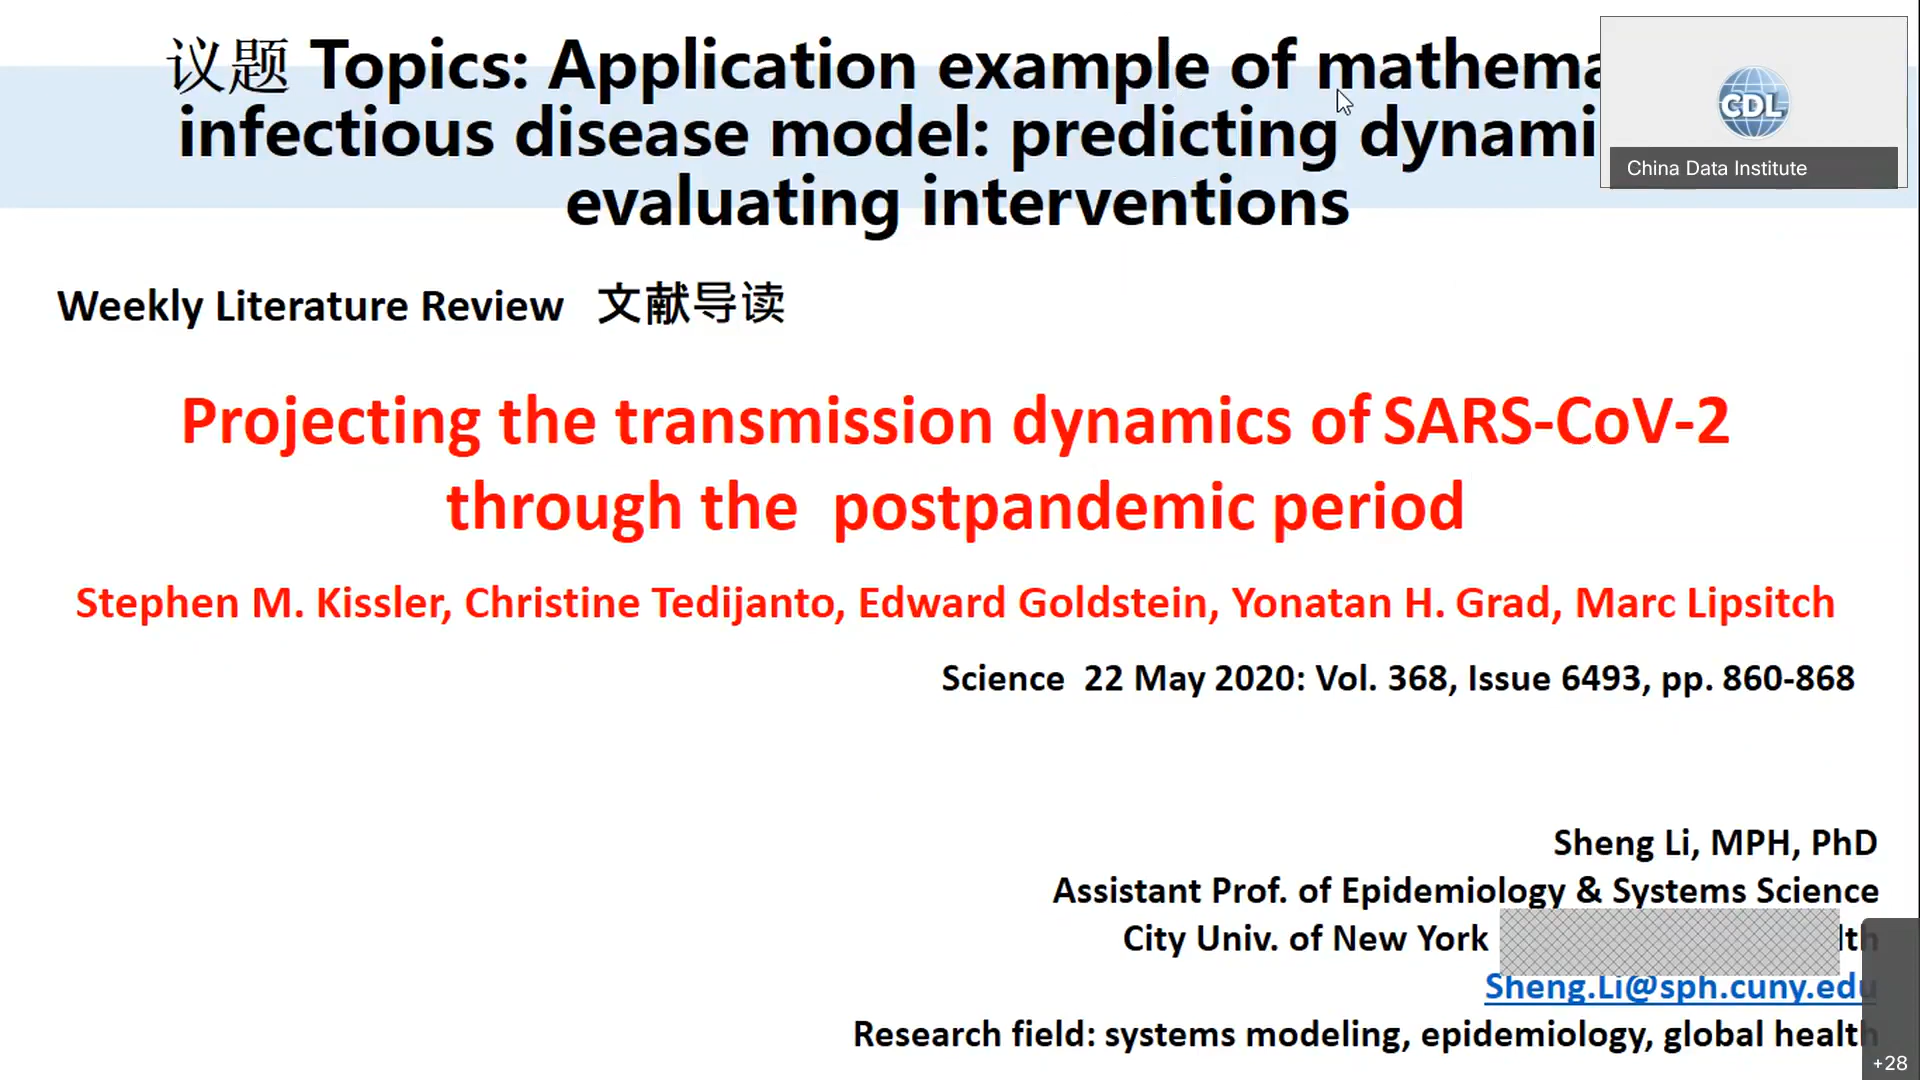 议题 Topics: Application example of
infectious disease model: predicting
evaluating interventions
CDL
China Data Institute
Weekly Literature Review 文献导读
Projecting the transmission dynamics of SARS-CoV-2
through the postpandemic period
Stephen M. Kissler, Christine Tedijanto, Edward Goldstein, Yonatan H. Grad, Marc Lipsitch
Science 22 May 2020: Vol. 368, Issue 6493, pp. 860-868
Sheng Li, MPH, PhD
Assistant Prof. of Epidemiology & Systems Science
City Univ. of New York
Sheng.Li@sph.cuny.edu
Research field: systems modeling, epidemiology, global health
+28